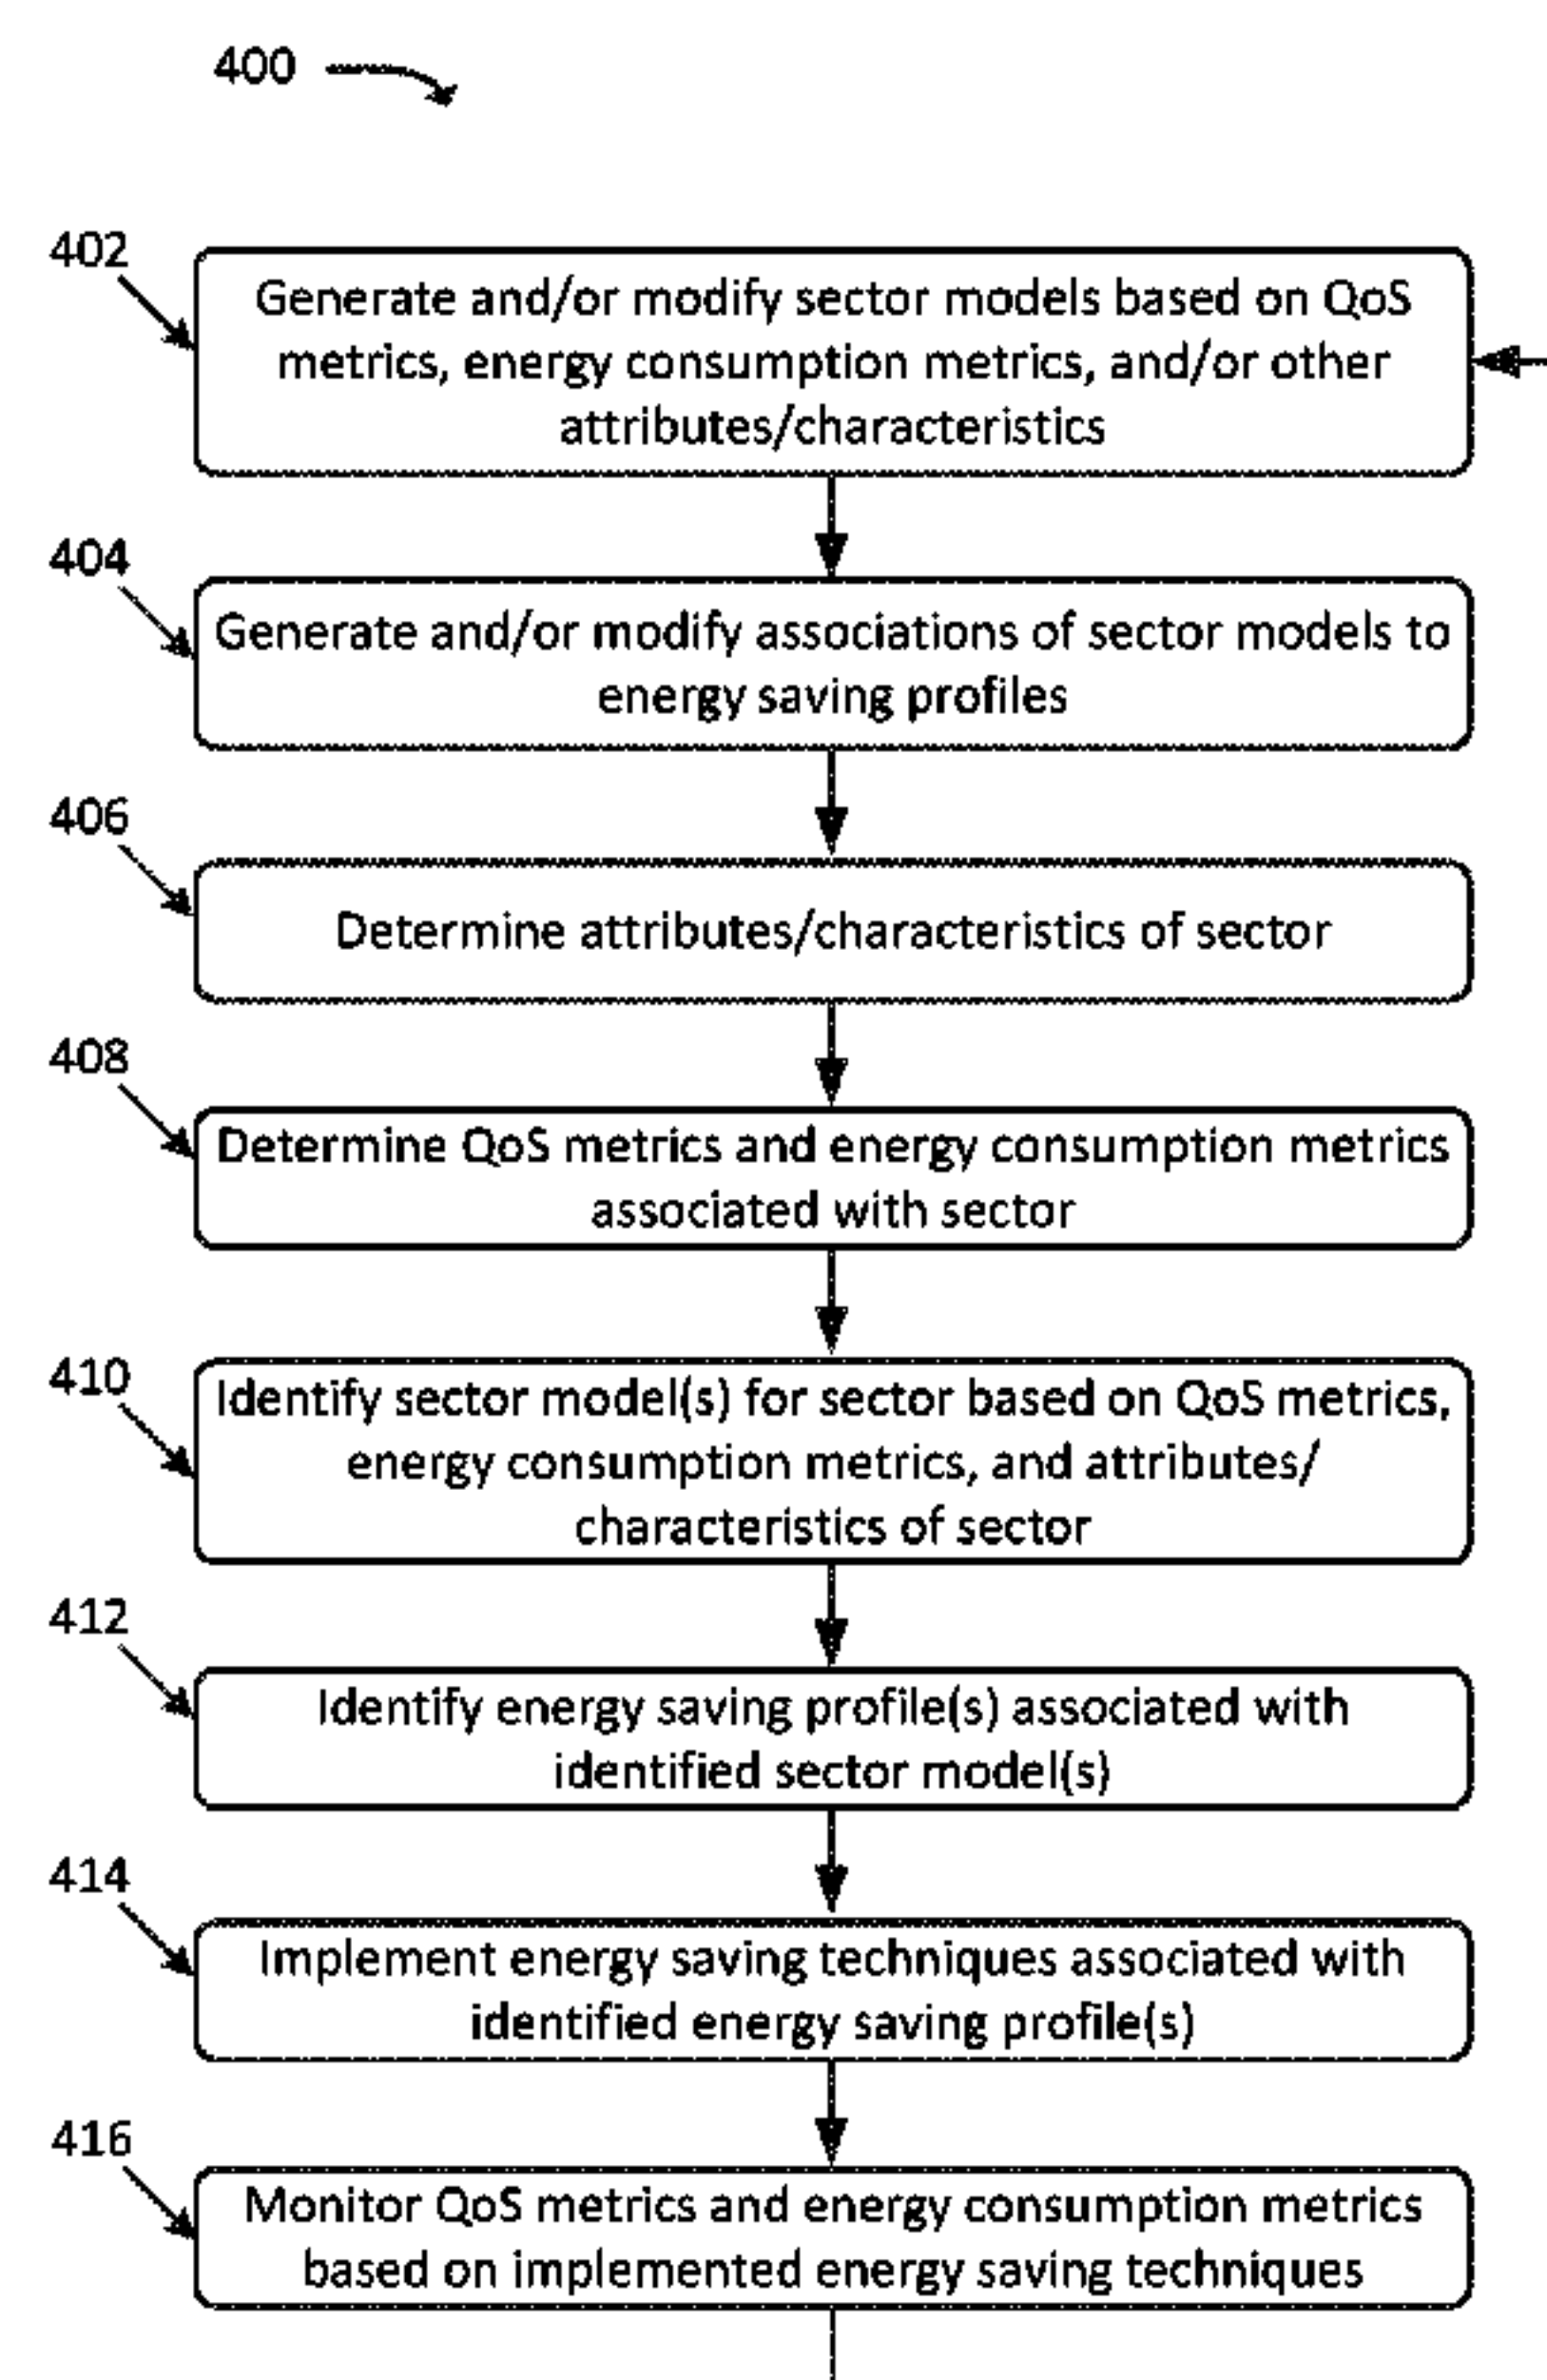 400
402
Generate and/or modify sector models based on QoS
metrics, energy consumption metrics, and/or other
attributes/characteristics
404
Generate and/or modify associations of sector models to
energy saving profiles
406
Determine attributes/characteristics of sector
408
Determine QoS metrics and energy consumption metrics
associated with sector
410
Identify sector model(s) for sector based on QoS metrics,
energy consumption metrics, and attributes/
characteristics of sector
412
Identify energy saving profile(s) associated with
identified sector model(s)
414
Implement energy saving techniques associated with
identified energy saving profile(s)
416
Monitor QoS metrics and energy consumption metrics
based on implemented energy saving techniques